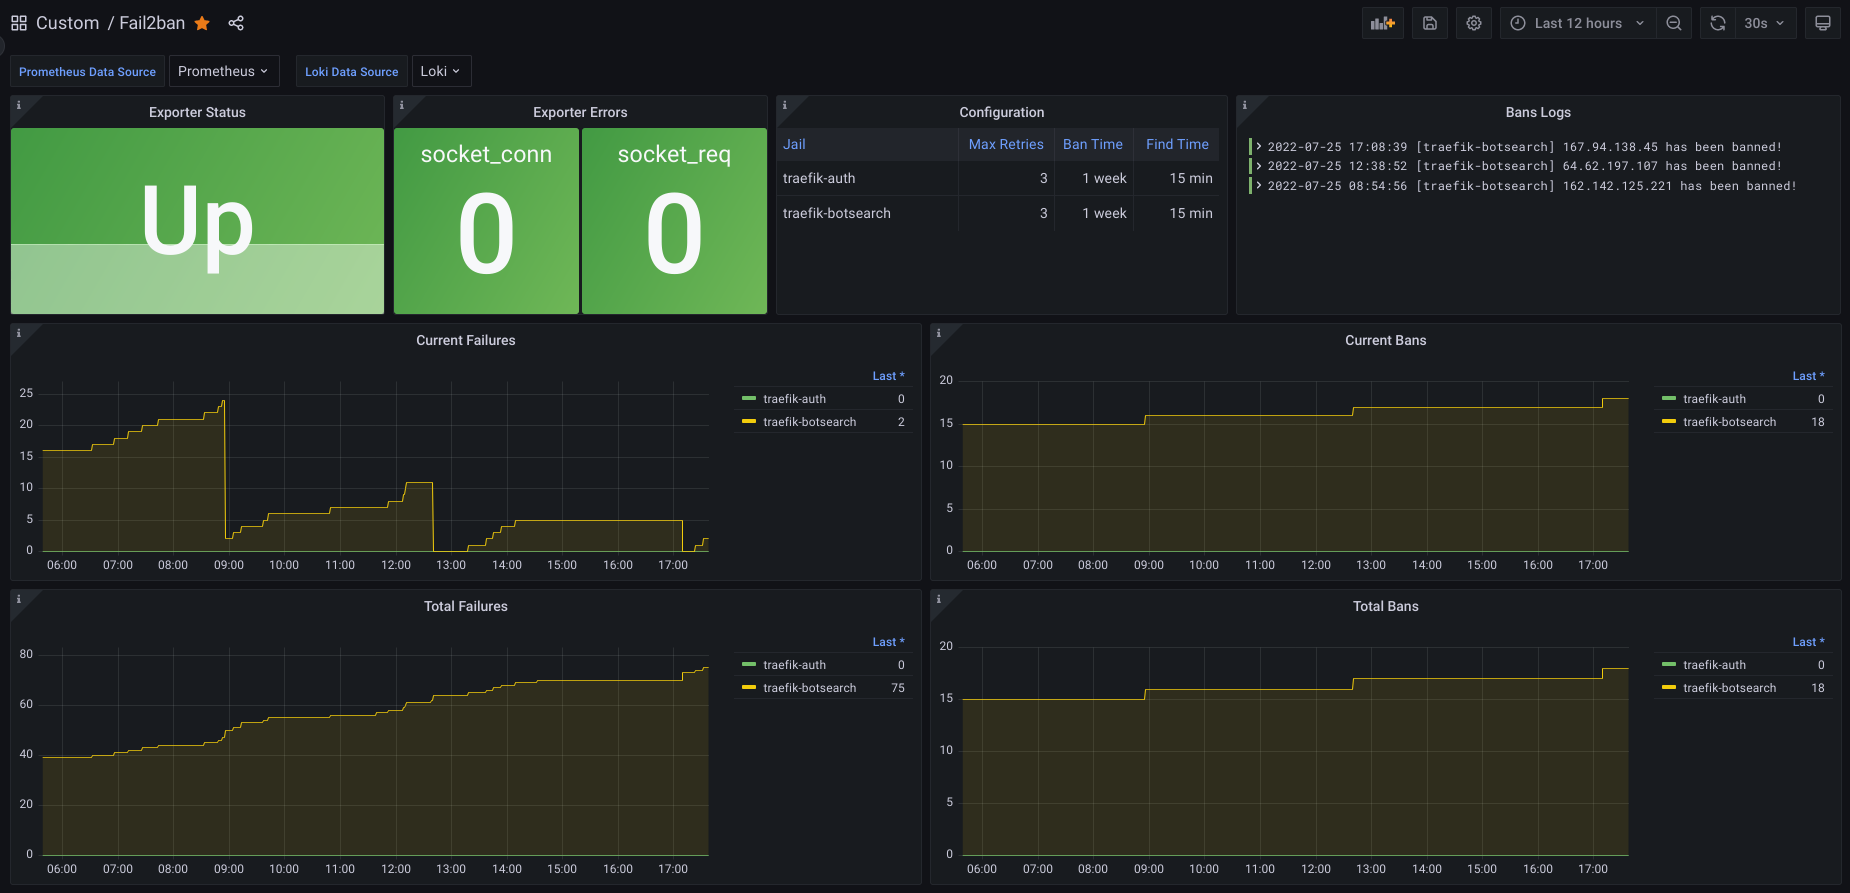 Custom / Fail2ban
Last 12 hours
30s
Prometheus Data Source Prometheus Loki Data Source Loki
Exporter Status
Up
Exporter Errors
socket_conn
0
socket_req
0
Configuration
Jail Max Retries Ban Time Find Time
traefik-auth 3 1 week 15 min
traefik-botsearch 3 1 week 15 min
Bans Logs
2022-07-25 17:08:39 [traefik-botsearch] 167.94.138.45 has been banned!
2022-07-25 12:38:52 [traefik-botsearch] 64.62.197.107 has been banned!
2022-07-25 08:54:56 [traefik-botsearch] 162.142.125.221 has been banned!
Current Failures
25
20
15
10
5
0
06:00 07:00 08:00 09:00 10:00 11:00 12:00 13:00 14:00 15:00 16:00 17:00
Last *
traefik-auth 0
traefik-botsearch 2
Current Bans
20
15
10
5
0
06:00 07:00 08:00 09:00 10:00 11:00 12:00 13:00 14:00 15:00 16:00 17:00
Last *
traefik-auth 0
traefik-botsearch 18
Total Failures
80
60
40
20
0
06:00 07:00 08:00 09:00 10:00 11:00 12:00 13:00 14:00 15:00 16:00 17:00
Last *
traefik-auth 0
traefik-botsearch 75
Total Bans
20
15
10
5
0
06:00 07:00 08:00 09:00 10:00 11:00 12:00 13:00 14:00 15:00 16:00 17:00
Last *
traefik-auth 0
traefik-botsearch 18